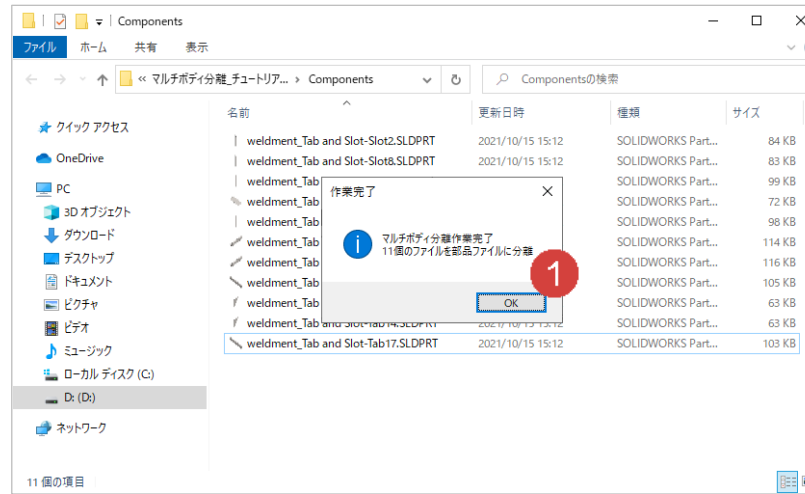 Components
ファイル ホーム 共有 表示
« マルチボディ分離_チュートリア... › Components Componentsの検索
名前 更新日時 種類 サイズ
クイック アクセス
OneDrive
PC
3D オブジェクト
ダウンロード
デスクトップ
ドキュメント
ピクチャ
ビデオ
ミュージック
ローカル ディスク (C:)
D: (D:)
ネットワーク
weldment_Tab and Slot-Slot2.SLDPRT 2021/10/15 15:12 SOLIDWORKS Part... 84 KB
weldment_Tab and Slot-Slot8.SLDPRT 2021/10/15 15:12 SOLIDWORKS Part... 83 KB
weldment_Tab SOLIDWORKS Part... 99 KB
weldment_Tab SOLIDWORKS Part... 72 KB
weldment_Tab SOLIDWORKS Part... 98 KB
weldment_Tab SOLIDWORKS Part... 114 KB
weldment_Tab SOLIDWORKS Part... 116 KB
weldment_Tab SOLIDWORKS Part... 105 KB
weldment_Tab SOLIDWORKS Part... 63 KB
weldment_Tab and Slot-Tab14.SLDPRT 2021/10/15 15:12 SOLIDWORKS Part... 63 KB
weldment_Tab and Slot-Tab17.SLDPRT 2021/10/15 15:12 SOLIDWORKS Part... 103 KB
作業完了
マルチボディ分離作業完了
11個のファイルを部品ファイルに分離
1
OK
11 個の項目